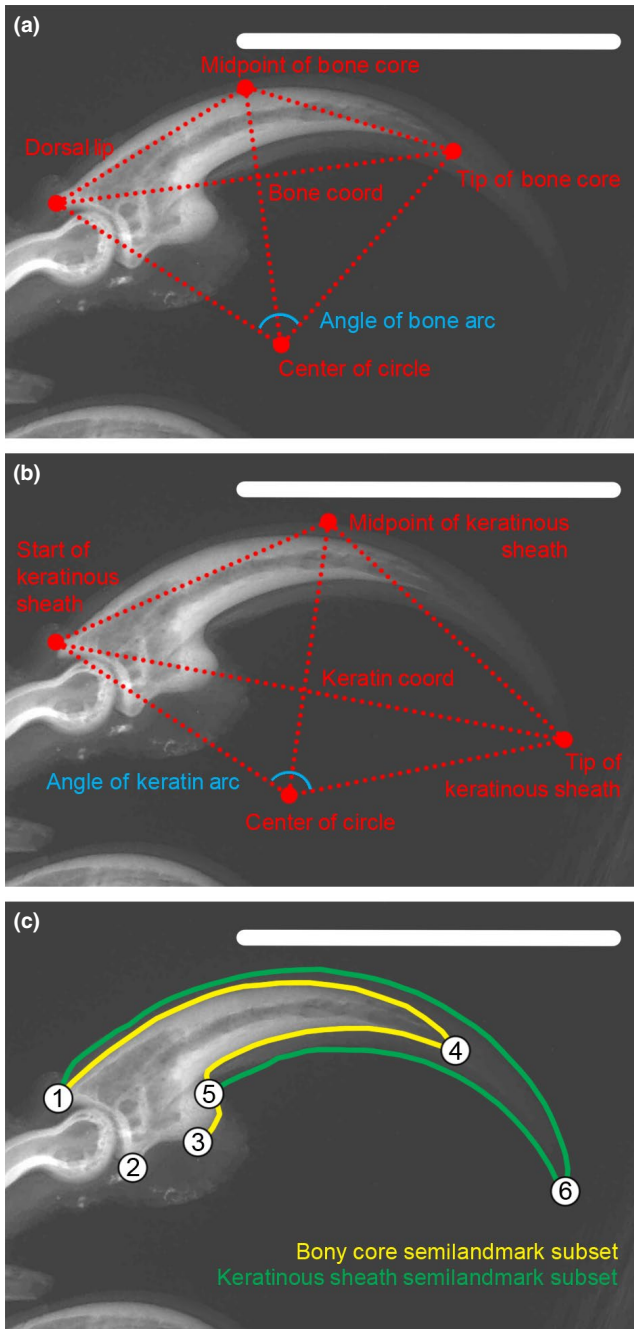 (a)
Midpoint of bone core
Dorsal lip
Tip of bone core
Bone coord
Angle of bone arc
Center of circle
(b)
Midpoint of keratinous
sheath
Start of
keratinous
sheath
Keratin coord
Angle of keratin arc
Tip of
keratinous sheath
Center of circle
(c)
1
4
5
3
2
6
Bony core semilandmark subset
Keratinous sheath semilandmark subset